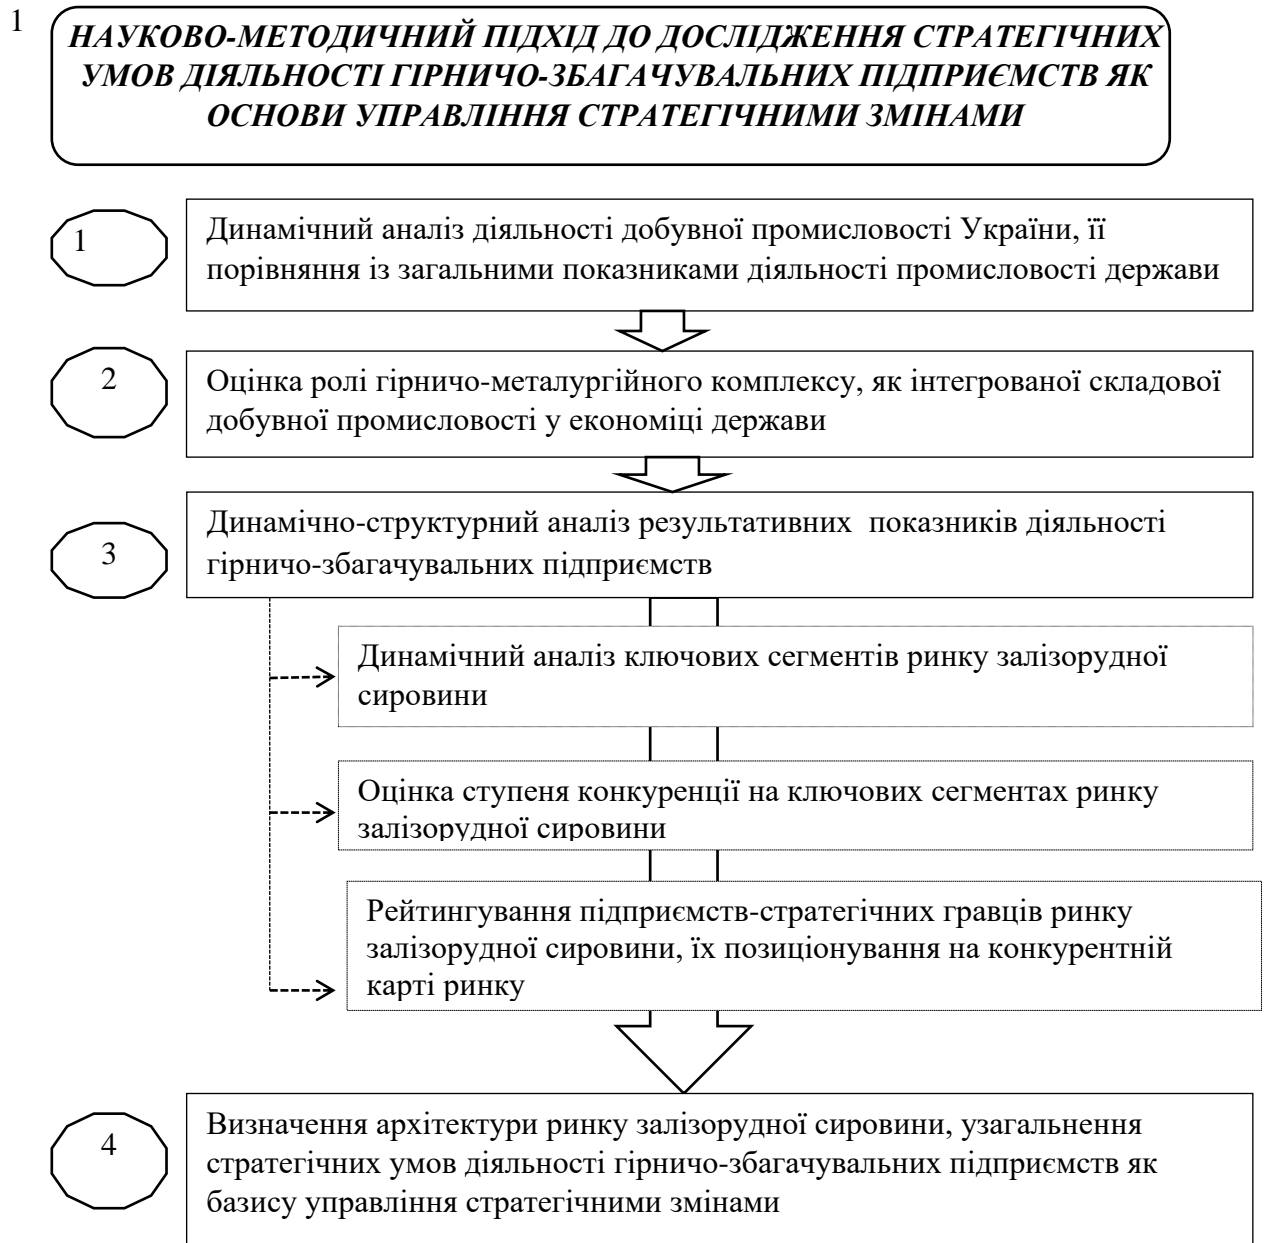 1
НАУКОВО-МЕТОДИЧНИЙ ПІДХІД ДО ДОСЛІДЖЕННЯ СТРАТЕГІЧНИХ
УМОВ ДІЯЛЬНОСТІ ГІРНИЧО-ЗБАГАЧУВАЛЬНИХ ПІДПРИЄМСТВ ЯК
ОСНОВИ УПРАВЛІННЯ СТРАТЕГІЧНИМИ ЗМІНАМИ
1
Динамічний аналіз діяльності добувної промисловості України, її
порівняння із загальними показниками діяльності промисловості держави
2
Оцінка ролі гірничо-металургійного комплексу, як інтегрованої складової
добувної промисловості у економіці держави
3
Динамічно-структурний аналіз результативних показників діяльності
гірничо-збагачувальних підприємств
Динамічний аналіз ключових сегментів ринку залізорудної
сировини
Оцінка ступеня конкуренції на ключових сегментах ринку
залізорудної сировини
Рейтингування підприємств-стратегічних гравців ринку
залізорудної сировини, їх позиціонування на конкурентній
карті ринку
4
Визначення архітектури ринку залізорудної сировини, узагальнення
стратегічних умов діяльності гірничо-збагачувальних підприємств як
базису управління стратегічними змінами